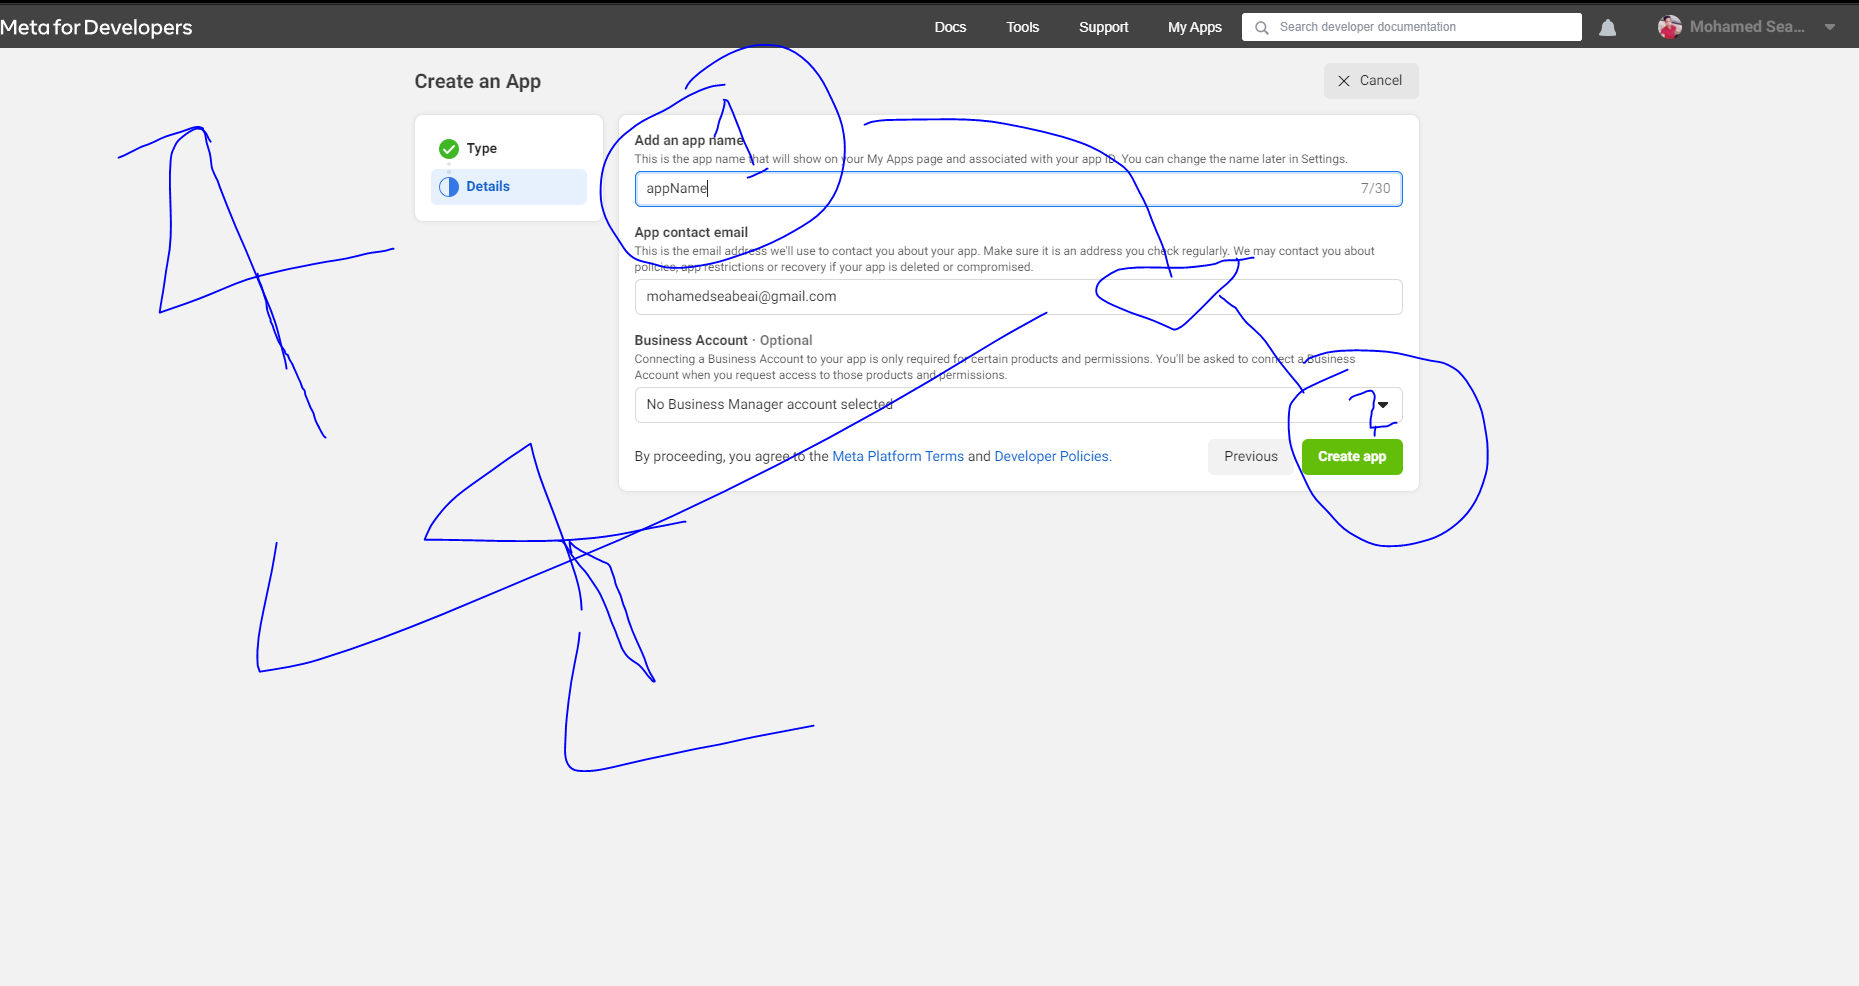 Meta for Developers
Docs
Tools
Support
My Apps
Search developer documentation
Mohamed Sea...
Create an App
Cancel
Type
Details
Add an app name
This is the app name that will show on your My Apps page and associated with your app ID. You can change the name later in Settings.
appName
7/30
App contact email
This is the email address we'll use to contact you about your app. Make sure it is an address you check regularly. We may contact you about
policies, app restrictions or recovery if your app is deleted or compromised.
mohamedseabeai@gmail.com
Business Account · Optional
Connecting a Business Account to your app is only required for certain products and permissions. You'll be asked to connect a Business
Account when you request access to those products and permissions.
No Business Manager account selected
By proceeding, you agree to the Meta Platform Terms and Developer Policies.
Previous
Create app